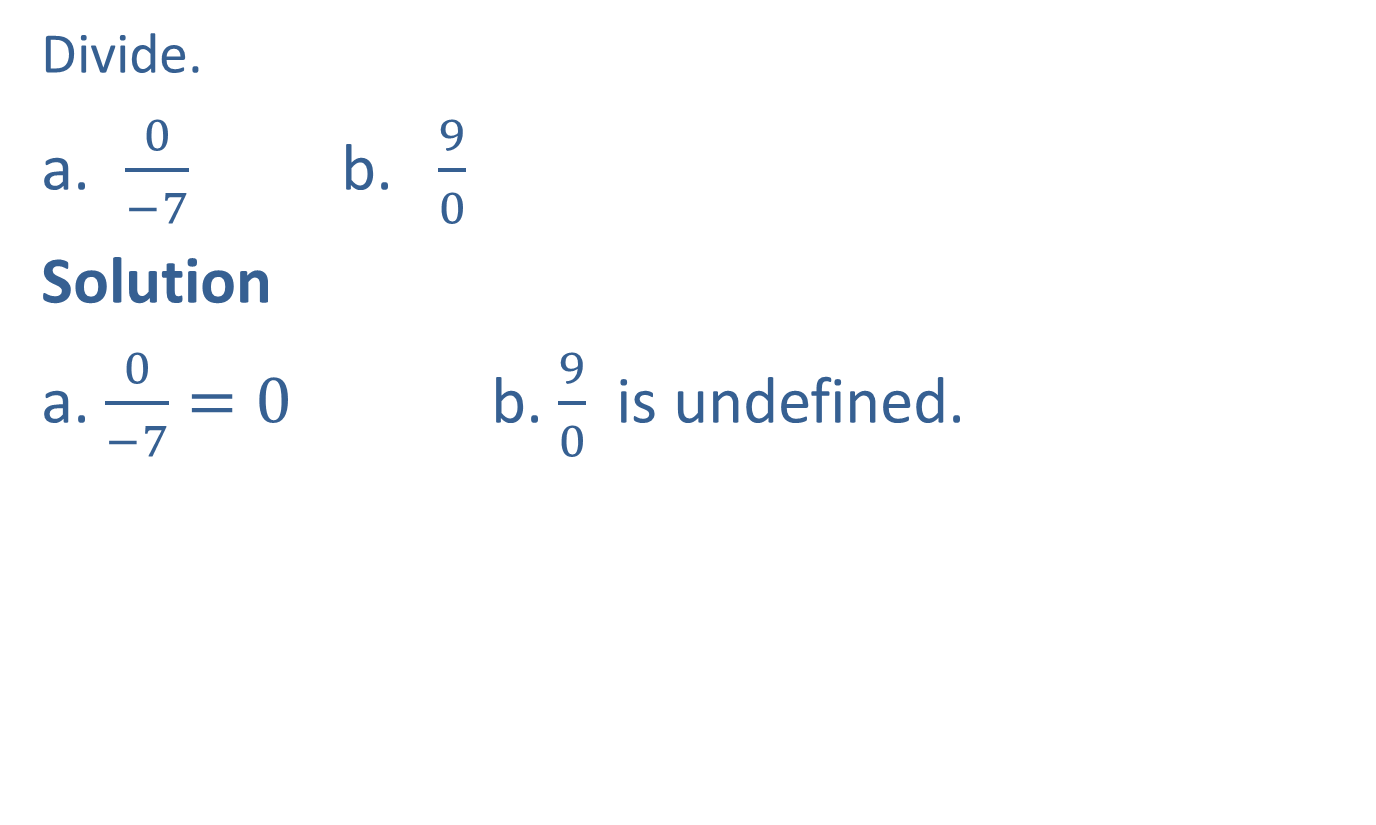 Divide.
a. 0/−7 b. 9/0
Solution
a. 0/−7 = 0 b. 9/0 is undefined.